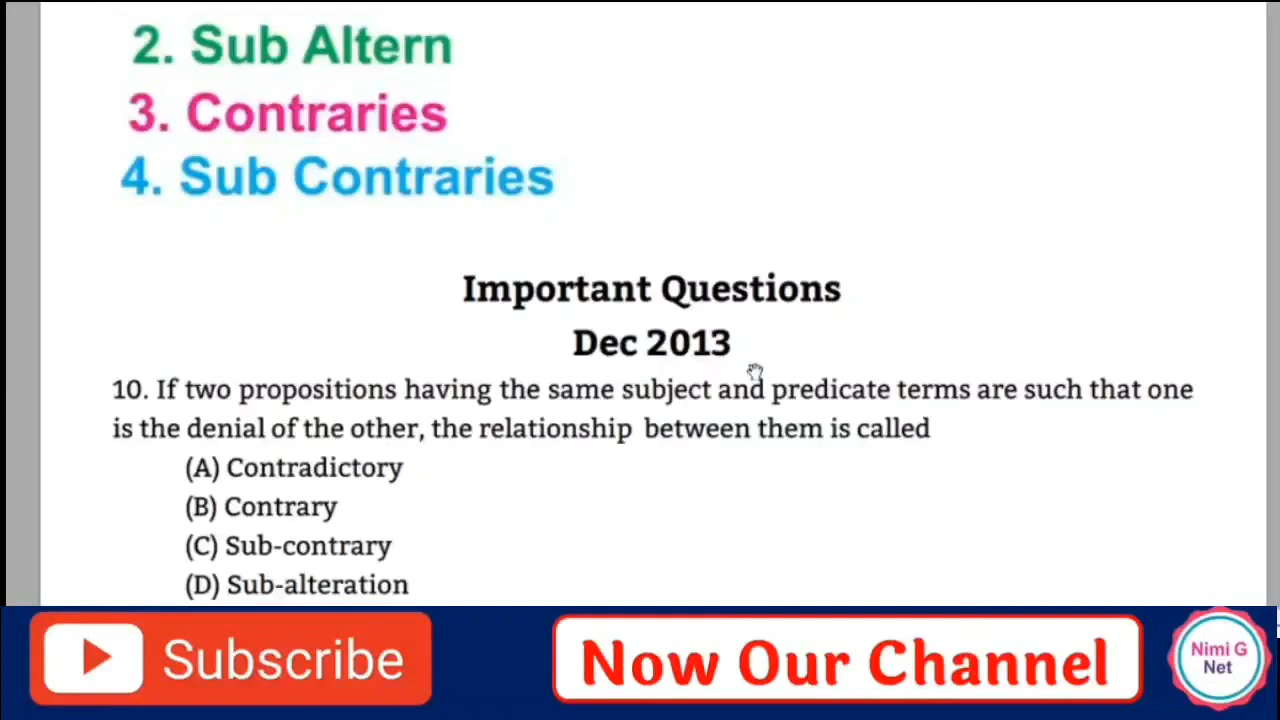 2. Sub Altern
3. Contraries
4. Sub Contraries
Important Questions
Dec 2013
10. If two propositions having the same subject and predicate terms are such that one
is the denial of the other, the relationship between them is called
(A) Contradictory
(B) Contrary
(C) Sub-contrary
(D) Sub-alteration
Subscribe
Now Our Channel
Nimi G
Net